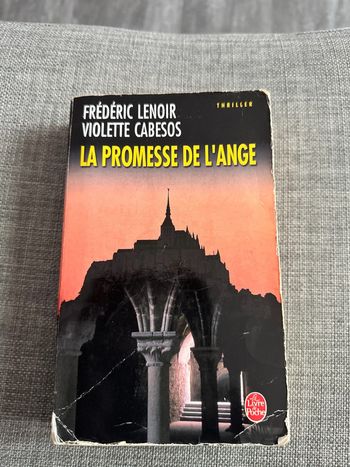 FRÉDÉRIC LENOIR
THRILLER
VIOLETTE CABESOS
LA PROMESSE DE L'ANGE
Le
Livre
de
Poche